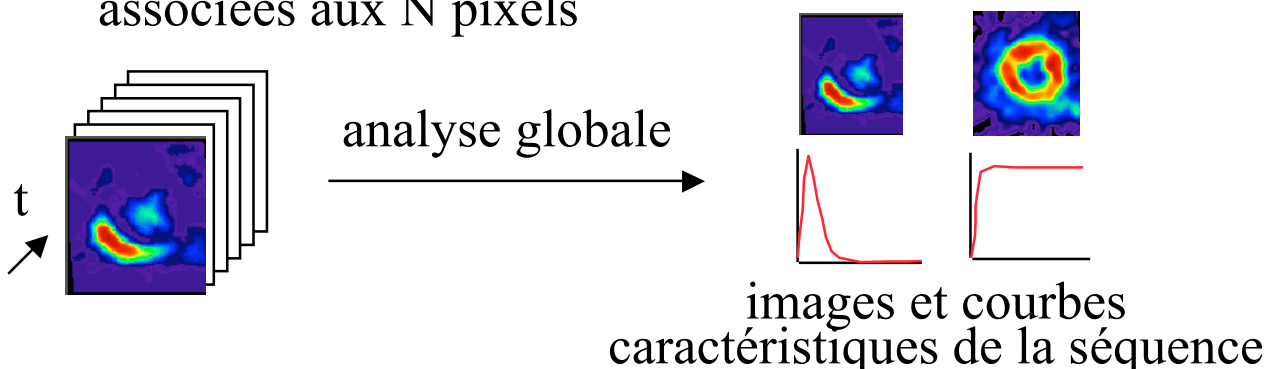 associées aux N pixels
analyse globale
t
images et courbes
caractéristiques de la séquence